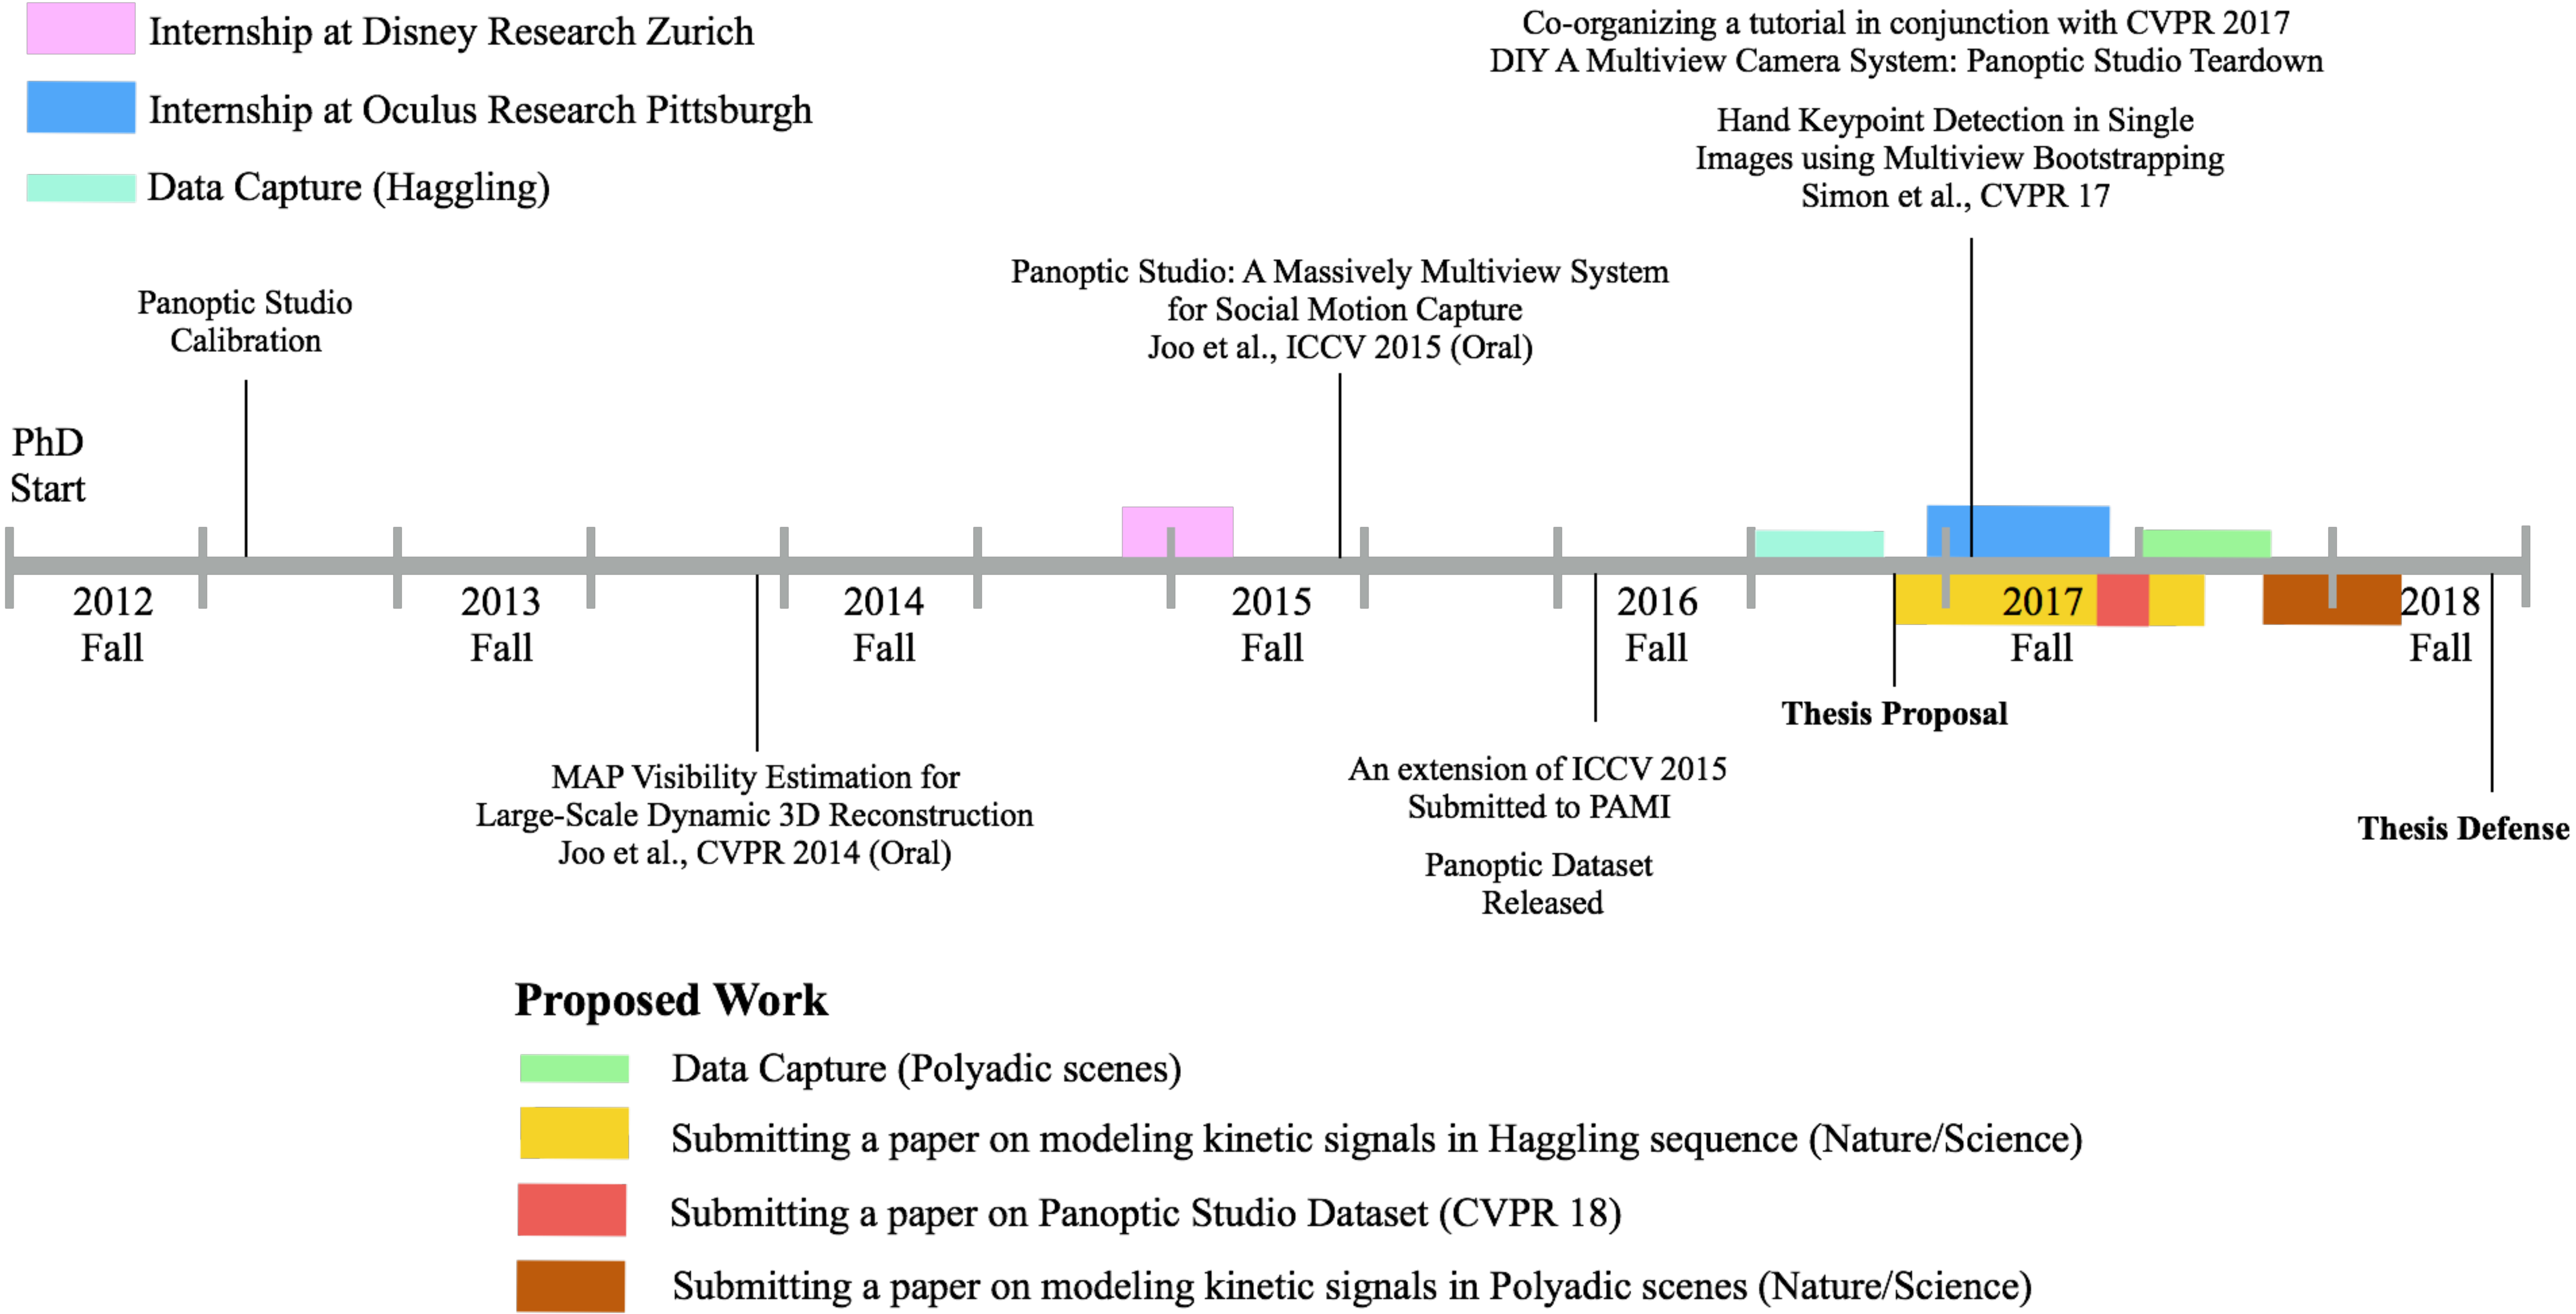 Internship at Disney Research Zurich
Internship at Oculus Research Pittsburgh
Data Capture (Haggling)
Co-organizing a tutorial in conjunction with CVPR 2017
DIY A Multiview Camera System: Panoptic Studio Teardown
Hand Keypoint Detection in Single
Images using Multiview Bootstrapping
Simon et al., CVPR 17
Panoptic Studio: A Massively Multiview System
for Social Motion Capture
Joo et al., ICCV 2015 (Oral)
Panoptic Studio
Calibration
PhD
Start
2012
Fall
2013
Fall
2014
Fall
2015
Fall
2016
Fall
2017
Fall
2018
Fall
MAP Visibility Estimation for
Large-Scale Dynamic 3D Reconstruction
Joo et al., CVPR 2014 (Oral)
An extension of ICCV 2015
Submitted to PAMI
Panoptic Dataset
Released
Thesis Proposal
Thesis Defense
Proposed Work
Data Capture (Polyadic scenes)
Submitting a paper on modeling kinetic signals in Haggling sequence (Nature/Science)
Submitting a paper on Panoptic Studio Dataset (CVPR 18)
Submitting a paper on modeling kinetic signals in Polyadic scenes (Nature/Science)